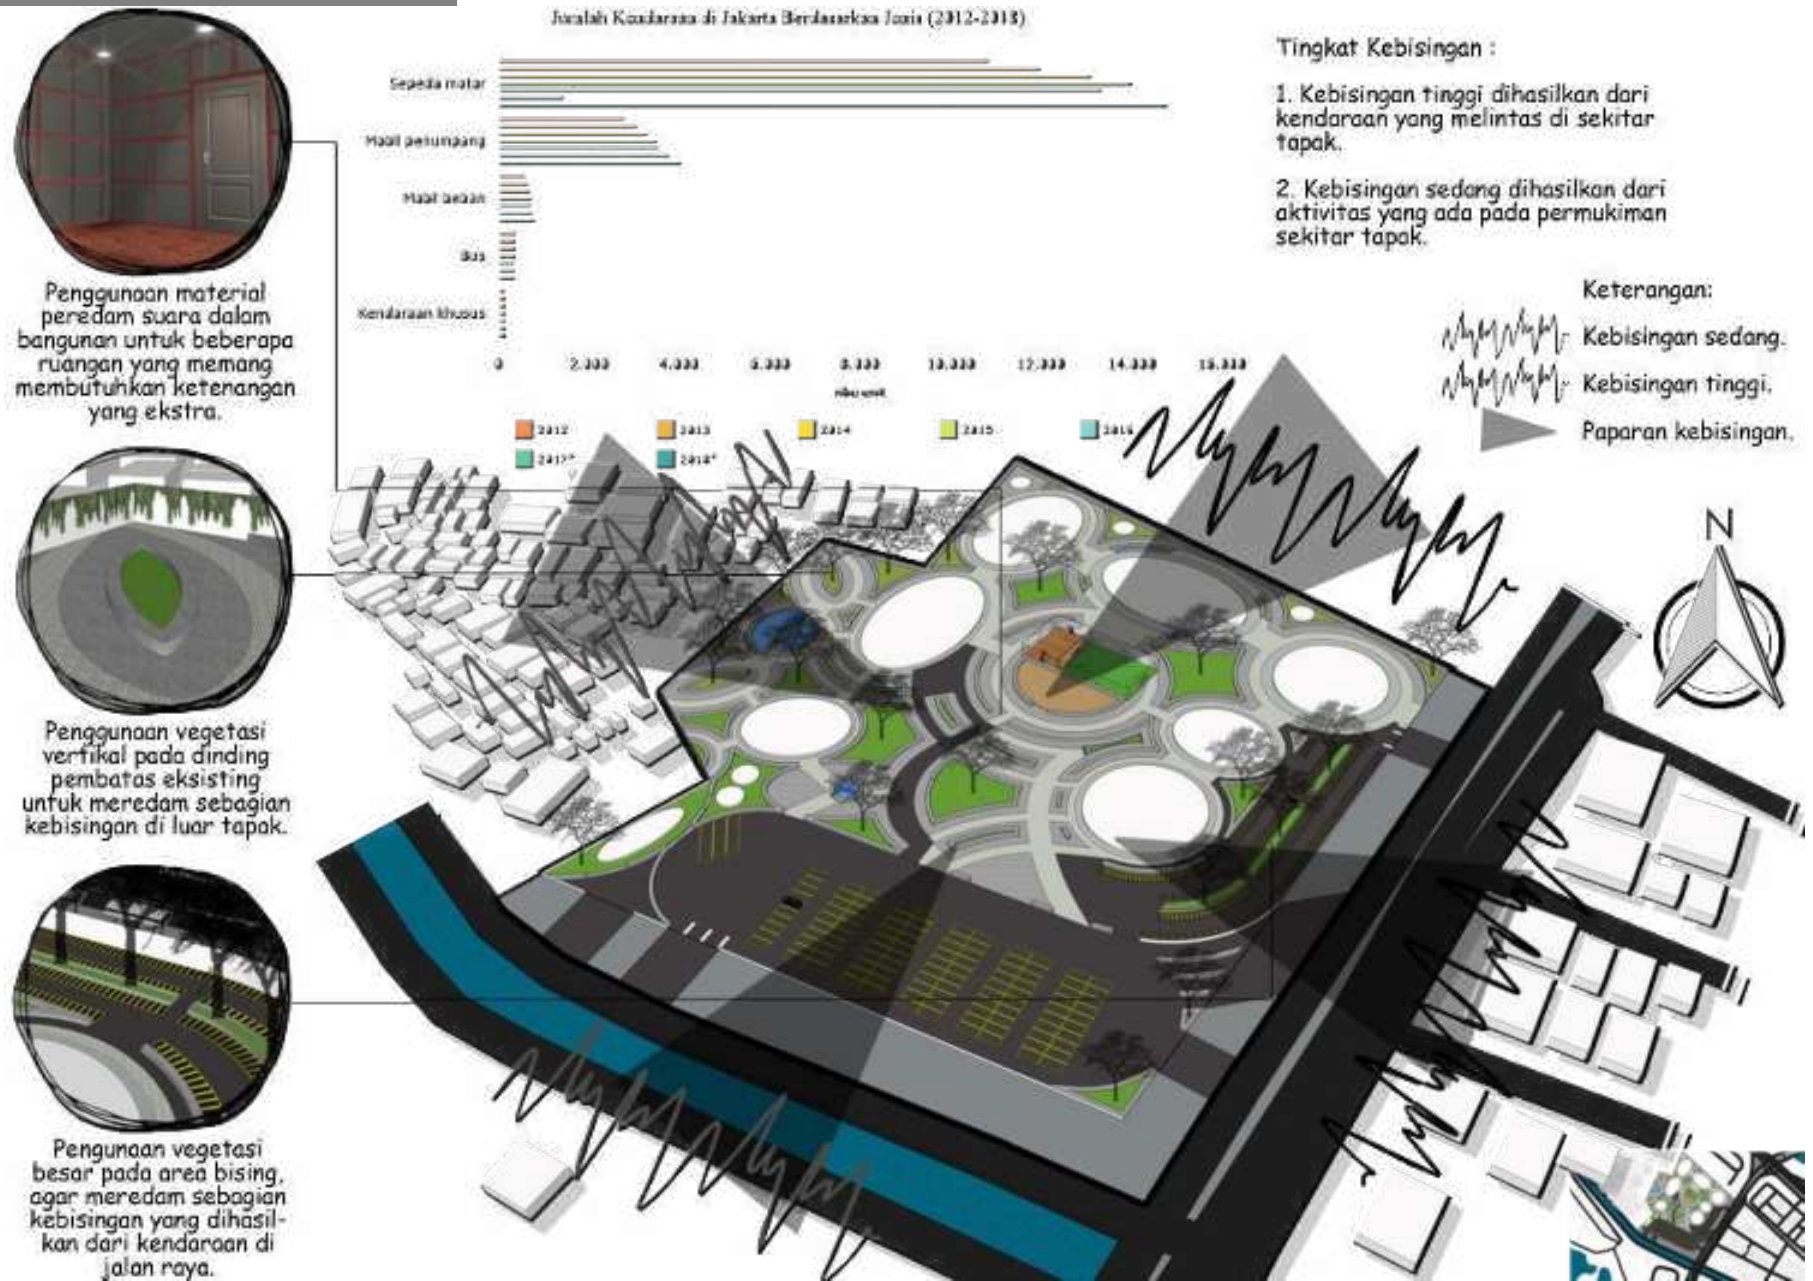 Jumlah Kendaraan di Jakarta Berdasarkan Jenis (2012-2018)
Sepeda motor
Mobil penumpang
Mobil beban
Bus
Kendaraan khusus
0 2.000 4.000 6.000 8.000 10.000 12.000 14.000 16.000
ribu unit
2012 2013 2014 2015 2016
2017* 2018*
Tingkat Kebisingan :
1. Kebisingan tinggi dihasilkan dari
kendaraan yang melintas di sekitar
tapak.
2. Kebisingan sedang dihasilkan dari
aktivitas yang ada pada permukiman
sekitar tapak.
Keterangan:
Kebisingan sedang.
Kebisingan tinggi.
Paparan kebisingan.
N
Penggunaan material
peredam suara dalam
bangunan untuk beberapa
ruangan yang memang
membutuhkan ketenangan
yang ekstra.
Penggunaan vegetasi
vertikal pada dinding
pembatas eksisting
untuk meredam sebagian
kebisingan di luar tapak.
Pengunaan vegetasi
besar pada area bising,
agar meredam sebagian
kebisingan yang dihasil-
kan dari kendaraan di
jalan raya.